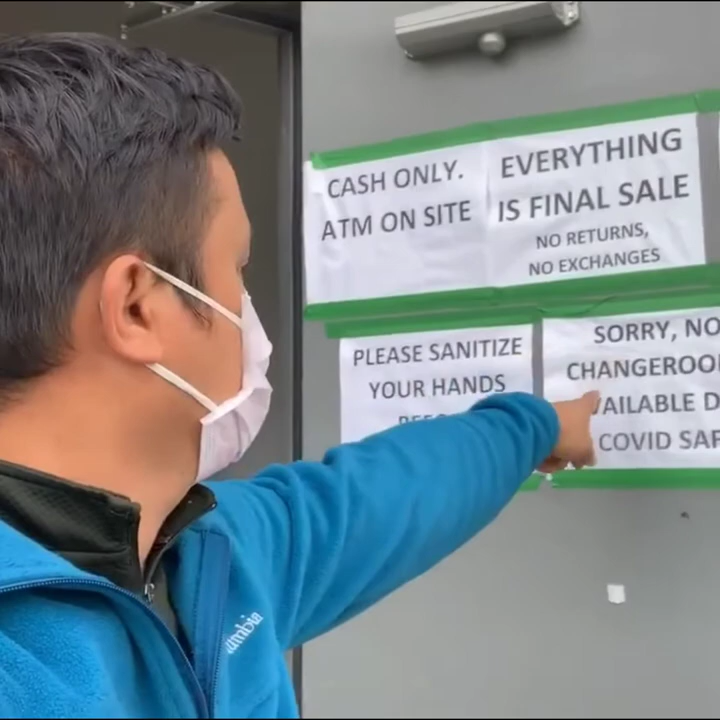 CASH ONLY.
ATM ON SITE
EVERYTHING
IS FINAL SALE
NO RETURNS,
NO EXCHANGES
PLEASE SANITIZE
YOUR HANDS
SORRY, NO
COVID